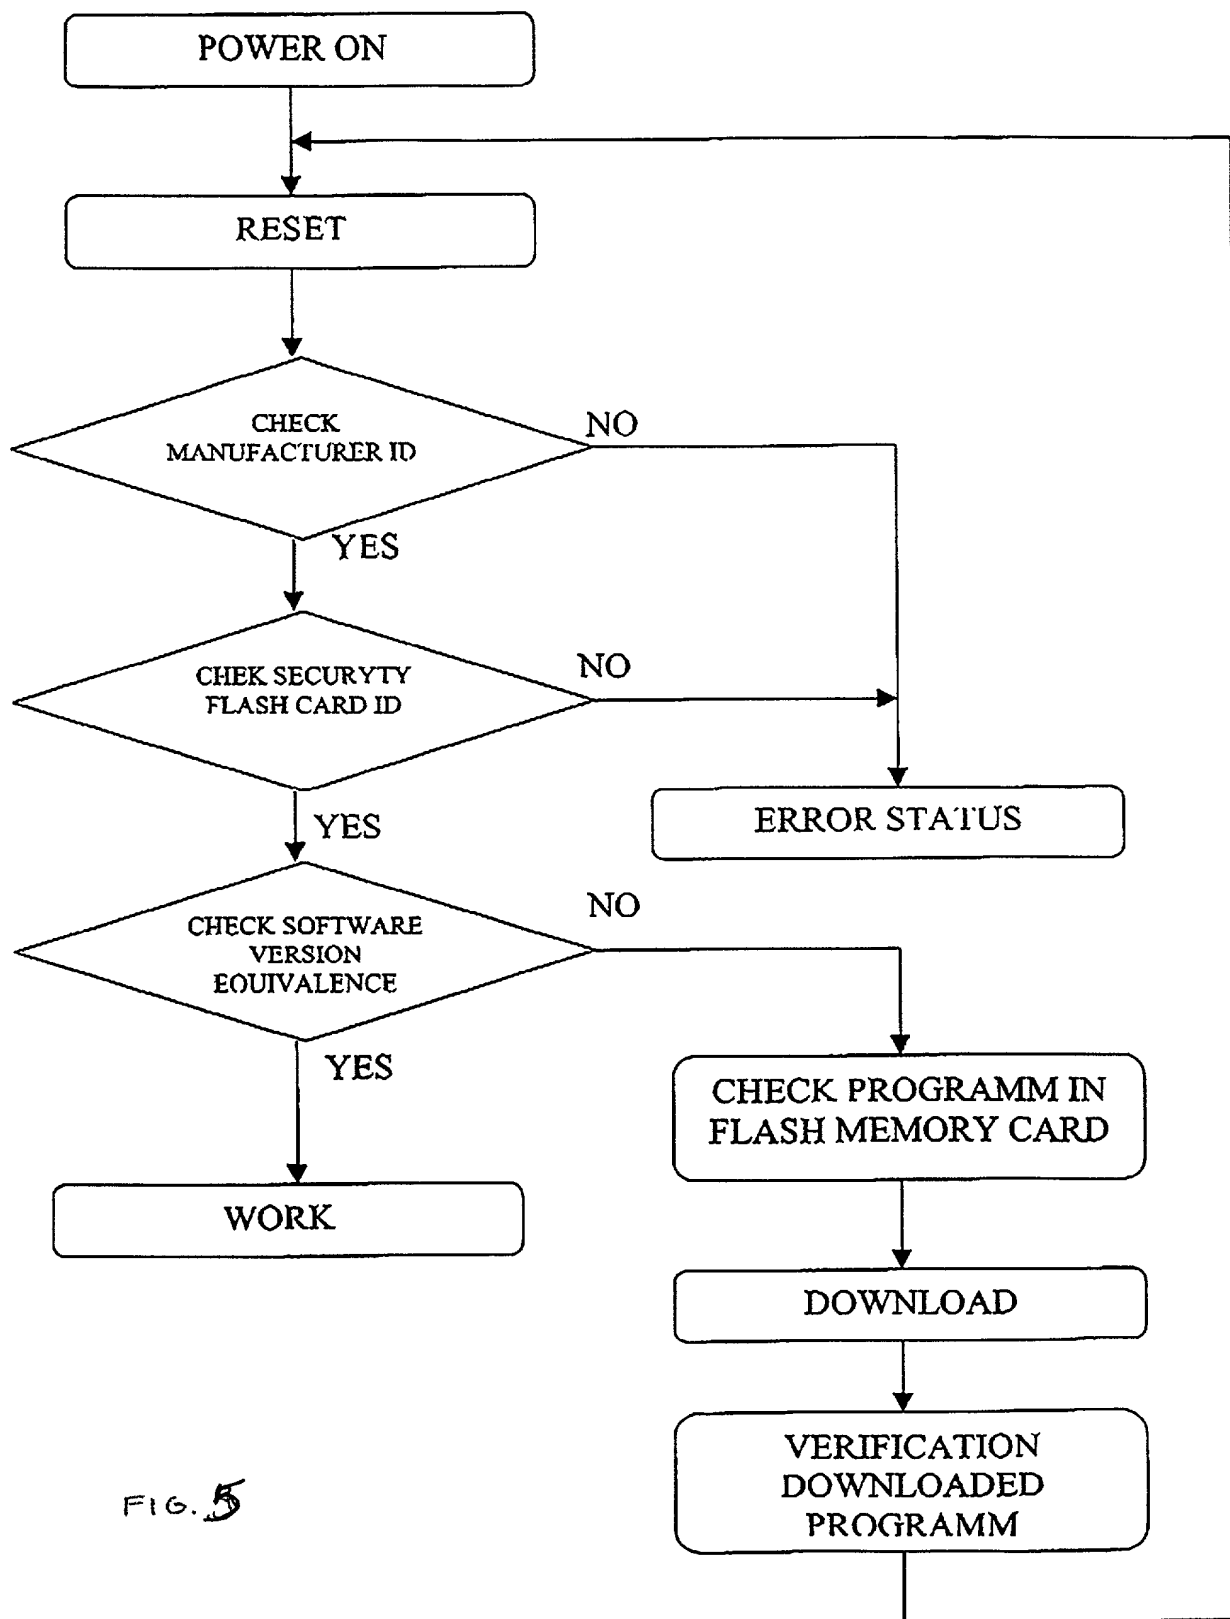 POWER ON
RESET
CHECK
MANUFACTURER ID
NO
YES
CHEK SECURYTY
FLASH CARD ID
NO
YES
ERROR STATUS
CHECK SOFTWARE
VERSION
EQUIVALENCE
NO
YES
CHECK PROGRAMM IN
FLASH MEMORY CARD
WORK
DOWNLOAD
VERIFICATION
DOWNLOADED
PROGRAMM
FIG. 5